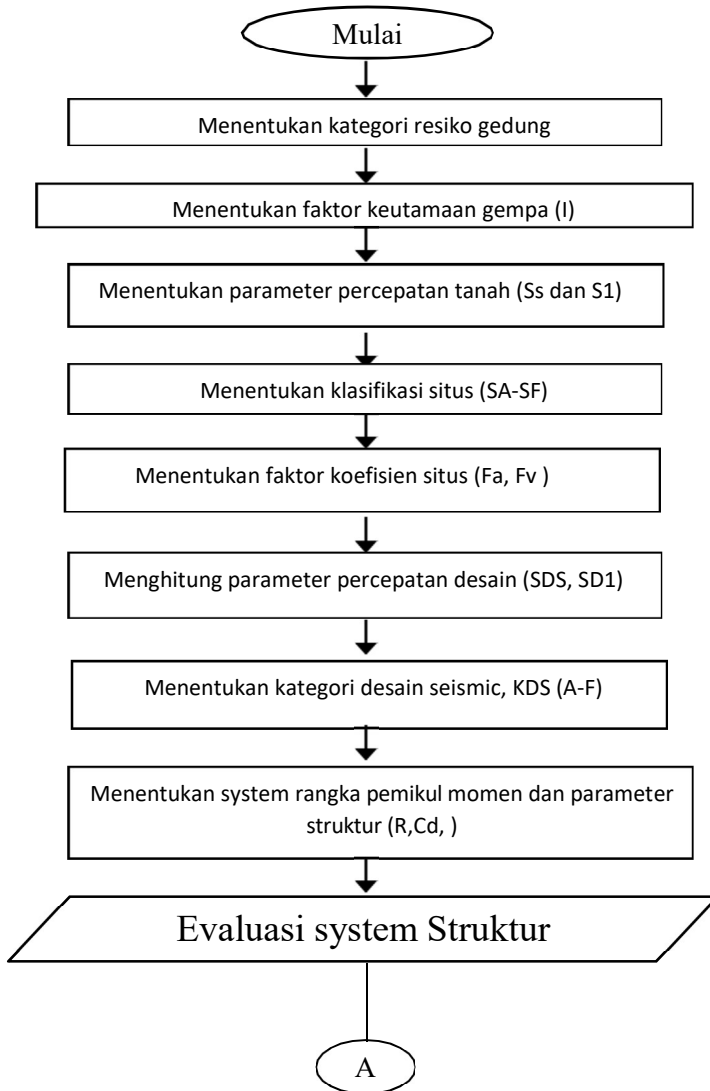 Mulai
Menentukan kategori resiko gedung
Menentukan faktor keutamaan gempa (I)
Menentukan parameter percepatan tanah (Ss dan S1)
Menentukan klasifikasi situs (SA-SF)
Menentukan faktor koefisien situs (Fa, Fv )
Menghitung parameter percepatan desain (SDS, SD1)
Menentukan kategori desain seismic, KDS (A-F)
Menentukan system rangka pemikul momen dan parameter
struktur (R,Cd, )
Evaluasi system Struktur
A